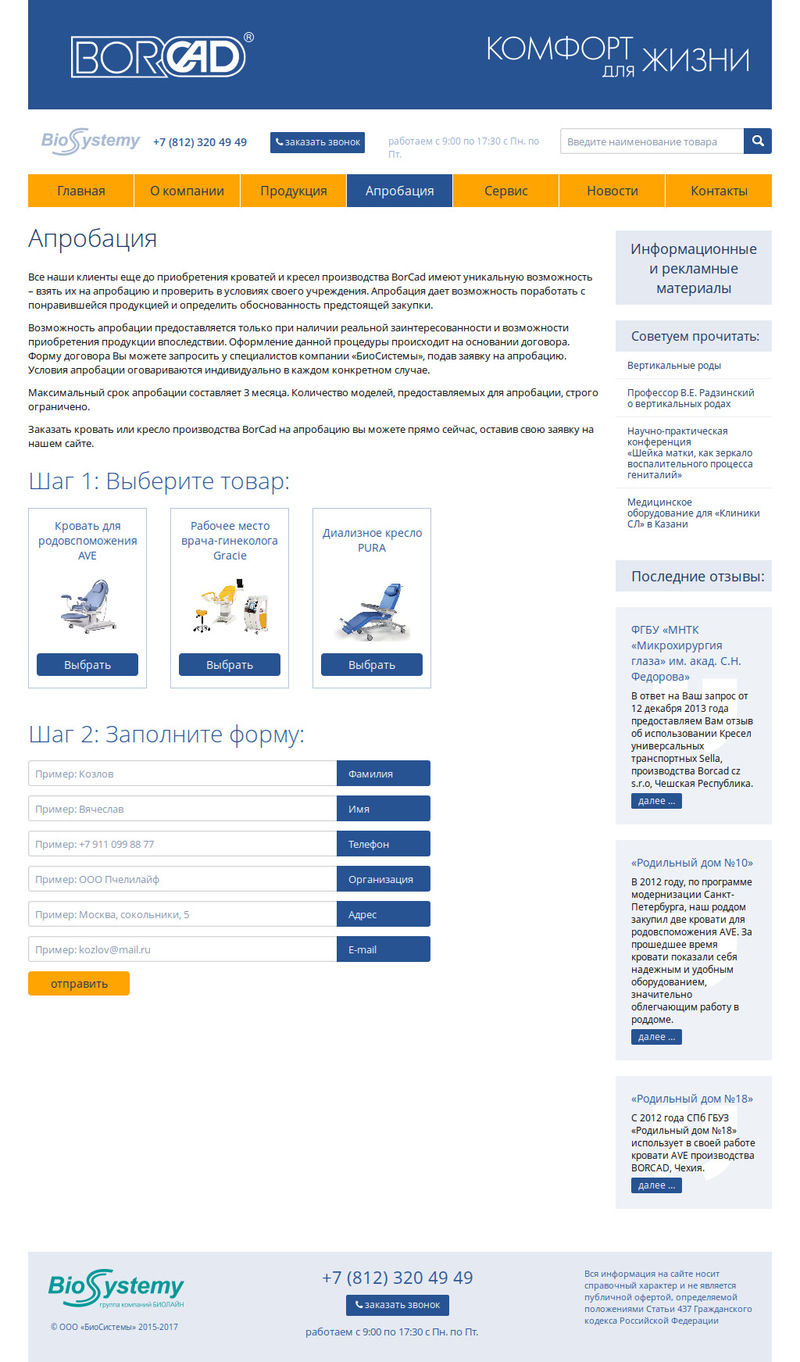 BORCAD®
КОМФОРТ
для ЖИЗНИ
BioSystemy
+7 (812) 320 49 49
заказать звонок
работаем с 9:00 по 17:30 с Пн. по
Пт.
Введите наименование товара
Главная
О компании
Продукция
Апробация
Сервис
Новости
Контакты
Апробация
Все наши клиенты еще до приобретения кроватей и кресел производства BorCad имеют уникальную возможность
– взять их на апробацию и проверить в условиях своего учреждения. Апробация дает возможность поработать с
понравившейся продукцией и определить обоснованность предстоящей закупки.
Возможность апробации предоставляется только при наличии реальной заинтересованности и возможности
приобретения продукции впоследствии. Оформление данной процедуры происходит на основании договора.
Форму договора Вы можете запросить у специалистов компании «БиоСистемы», подав заявку на апробацию.
Условия апробации оговариваются индивидуально в каждом конкретном случае.
Максимальный срок апробации составляет 3 месяца. Количество моделей, предоставляемых для апробации, строго
ограничено.
Заказать кровать или кресло производства BorCad на апробацию вы можете прямо сейчас, оставив свою заявку на
нашем сайте.
Шаг 1: Выберите товар:
Кровать для
родовспоможения
AVE
Выбрать
Рабочее место
врача-гинеколога
Gracie
Выбрать
Диализное кресло
PURA
Выбрать
Шаг 2: Заполните форму:
Пример: Козлов
Фамилия
Пример: Вячеслав
Имя
Пример: +7 911 099 88 77
Телефон
Пример: ООО Пчелилайф
Организация
Пример: Москва, сокольники, 5
Адрес
Пример: kozlov@mail.ru
E-mail
отправить
Информационные
и рекламные
материалы
Советуем прочитать:
Вертикальные роды
Профессор В.Е. Радзинский
о вертикальных родах
Научно-практическая
конференция
«Шейка матки, как зеркало
воспалительного процесса
гениталий»
Медицинское
оборудование для «Клиники
СЛ» в Казани
Последние отзывы:
ФГБУ «МНТК
«Микрохирургия
глаза» им. акад. С.Н.
Федорова»
В ответ на Ваш запрос от
12 декабря 2013 года
предоставляем Вам отзыв
об использовании Кресел
универсальных
транспортных Sella,
производства Borcad cz
s.r.o, Чешская Республика.
далее ...
«Родильный дом №10»
В 2012 году, по программе
модернизации Санкт-
Петербурга, наш роддом
закупил две кровати для
родовспоможения AVE. За
прошедшее время
кровати показали себя
надежным и удобным
оборудованием,
значительно
облегчающим работу в
роддоме.
далее ...
«Родильный дом №18»
С 2012 года СПб ГБУЗ
«Родильный дом №18»
использует в своей работе
кровати AVE производства
BORCAD, Чехия.
далее ...
BioSystemy
группа компаний БИОЛАЙН
© ООО «БиоСистемы» 2015-2017
+7 (812) 320 49 49
заказать звонок
работаем с 9:00 по 17:30 с Пн. по Пт.
Вся информация на сайте носит
справочный характер и не является
публичной офертой, определяемой
положениями Статьи 437 Гражданского
кодекса Российской Федерации